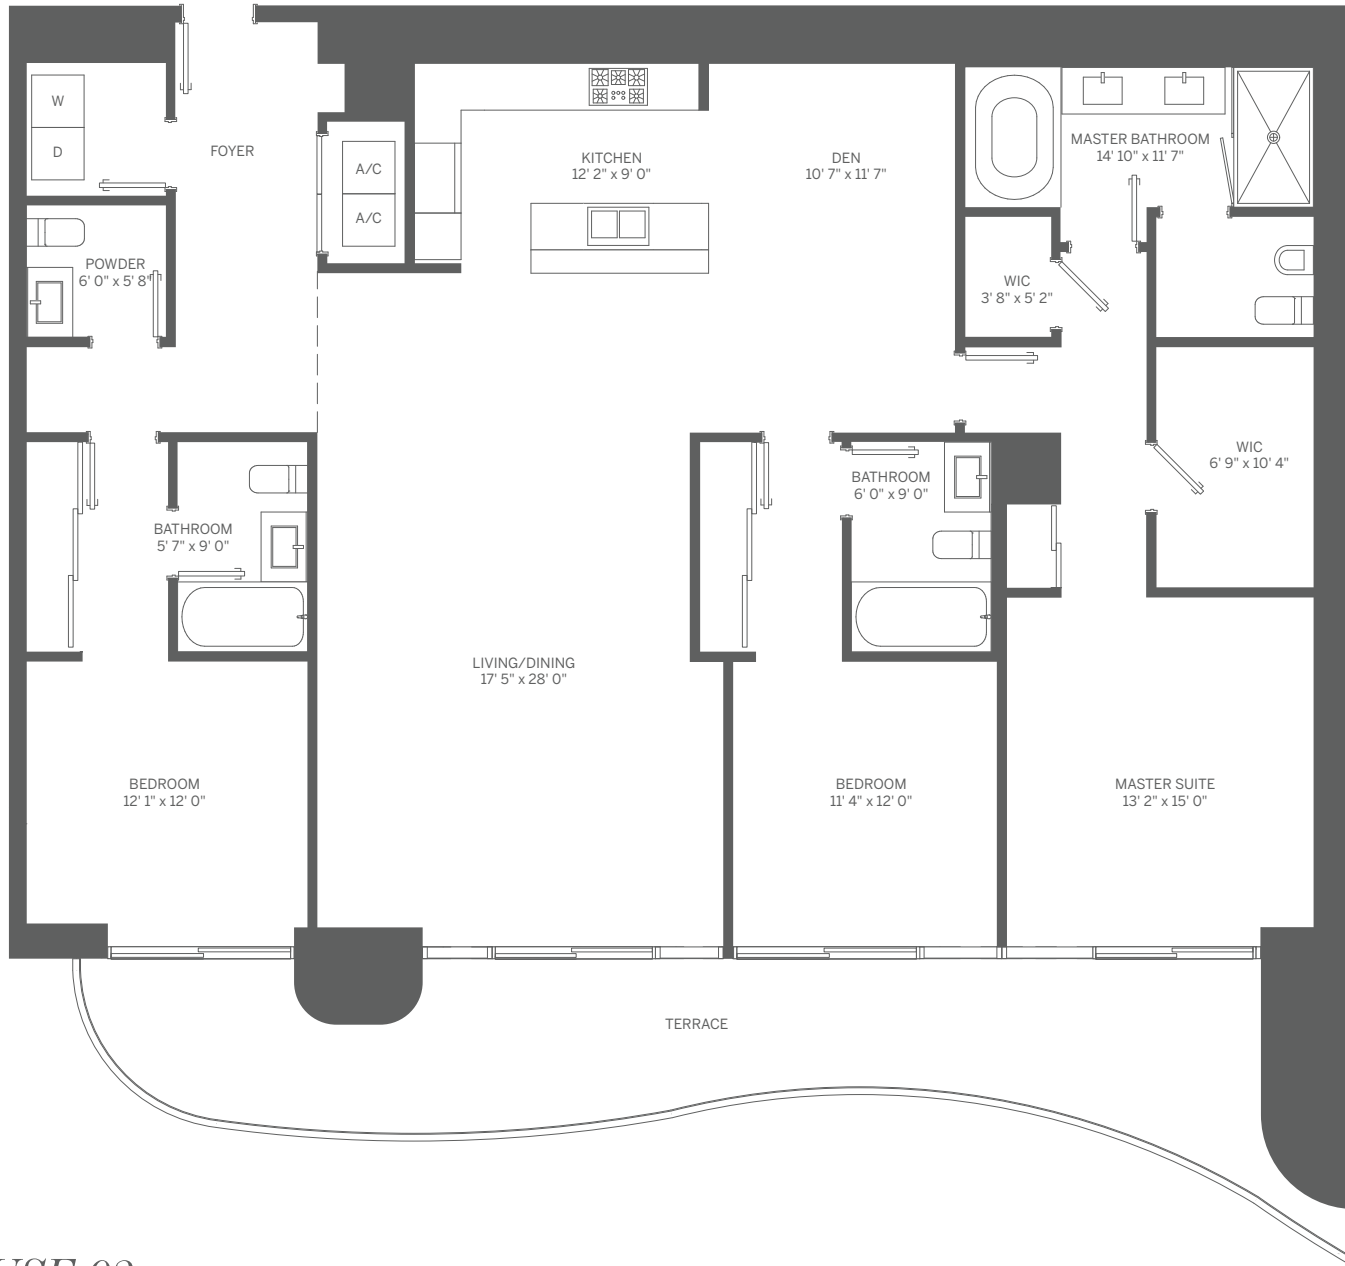 W
D
FOYER
A/C
A/C
KITCHEN
12' 2" x 9' 0"
DEN
10' 7" x 11' 7"
MASTER BATHROOM
14' 10" x 11' 7"
POWDER
6' 0" x 5' 8"
WIC
3' 8" x 5' 2"
WIC
6' 9" x 10' 4"
BATHROOM
5' 7" x 9' 0"
BATHROOM
6' 0" x 9' 0"
LIVING/DINING
17' 5" x 28' 0"
BEDROOM
12' 1" x 12' 0"
BEDROOM
11' 4" x 12' 0"
MASTER SUITE
13' 2" x 15' 0"
TERRACE